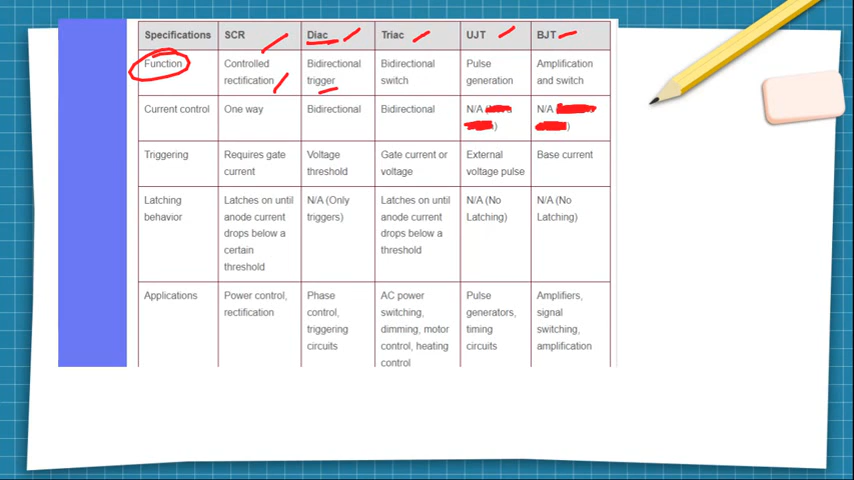 Specifications SCR Diac Triac UJT BJT
Function Controlled Bidirectional Bidirectional Pulse Amplification
rectification trigger switch generation and switch
Current control One way Bidirectional Bidirectional N/A ( N/A (
) )
Triggering Requires gate Voltage Gate current or External Base current
current threshold voltage voltage pulse
Latching Latches on until N/A (Only Latches on until N/A (No N/A (No
behavior anode current triggers) anode current Latching) Latching)
drops below a drops below a
certain threshold
threshold
Applications Power control, Phase AC power Pulse Amplifiers,
rectification control, switching, generators, signal
triggering dimming, motor timing switching,
circuits control, heating circuits amplification
control